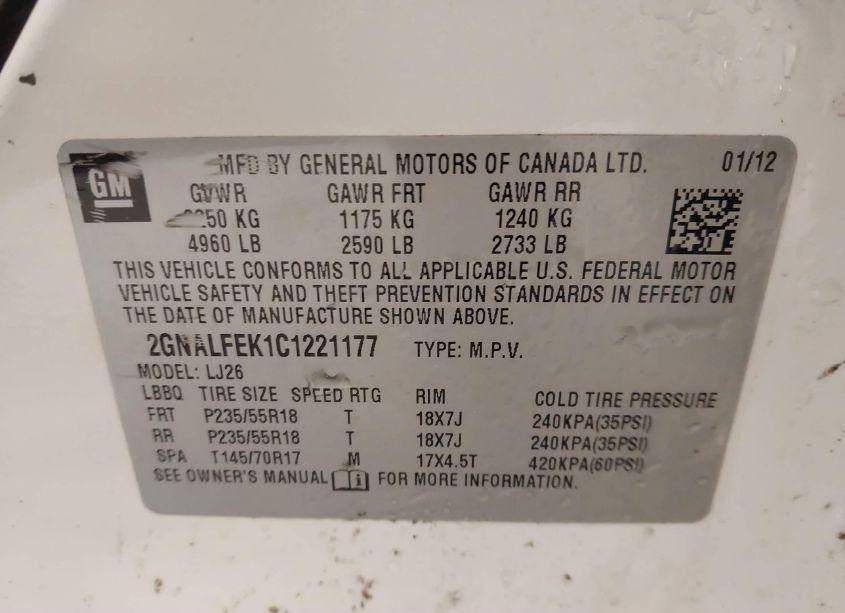 GM
MFD BY GENERAL MOTORS OF CANADA LTD. 01/12
GVWR GAWR FRT GAWR RR
250 KG 1175 KG 1240 KG
4960 LB 2590 LB 2733 LB
THIS VEHICLE CONFORMS TO ALL APPLICABLE U.S. FEDERAL MOTOR
VEHICLE SAFETY AND THEFT PREVENTION STANDARDS IN EFFECT ON
THE DATE OF MANUFACTURE SHOWN ABOVE.
2GNALFEK1C1221177 TYPE: M.P.V.
MODEL: LJ26
LBBQ TIRE SIZE SPEED RTG RIM COLD TIRE PRESSURE
FRT P235/55R18 T 18X7J 240KPA(35PSI)
RR P235/55R18 T 18X7J 240KPA(35PSI)
SPA T145/70R17 M 17X4.5T 420KPA(60PSI)
SEE OWNER'S MANUAL FOR MORE INFORMATION.